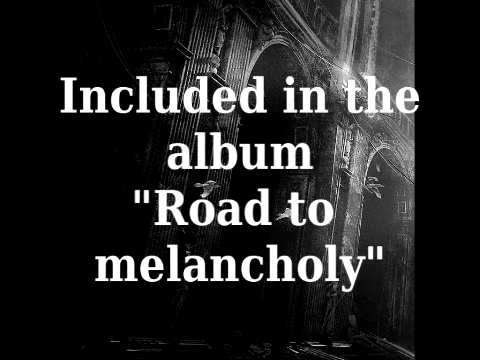 Included in the
album
"Road to
melancholy"